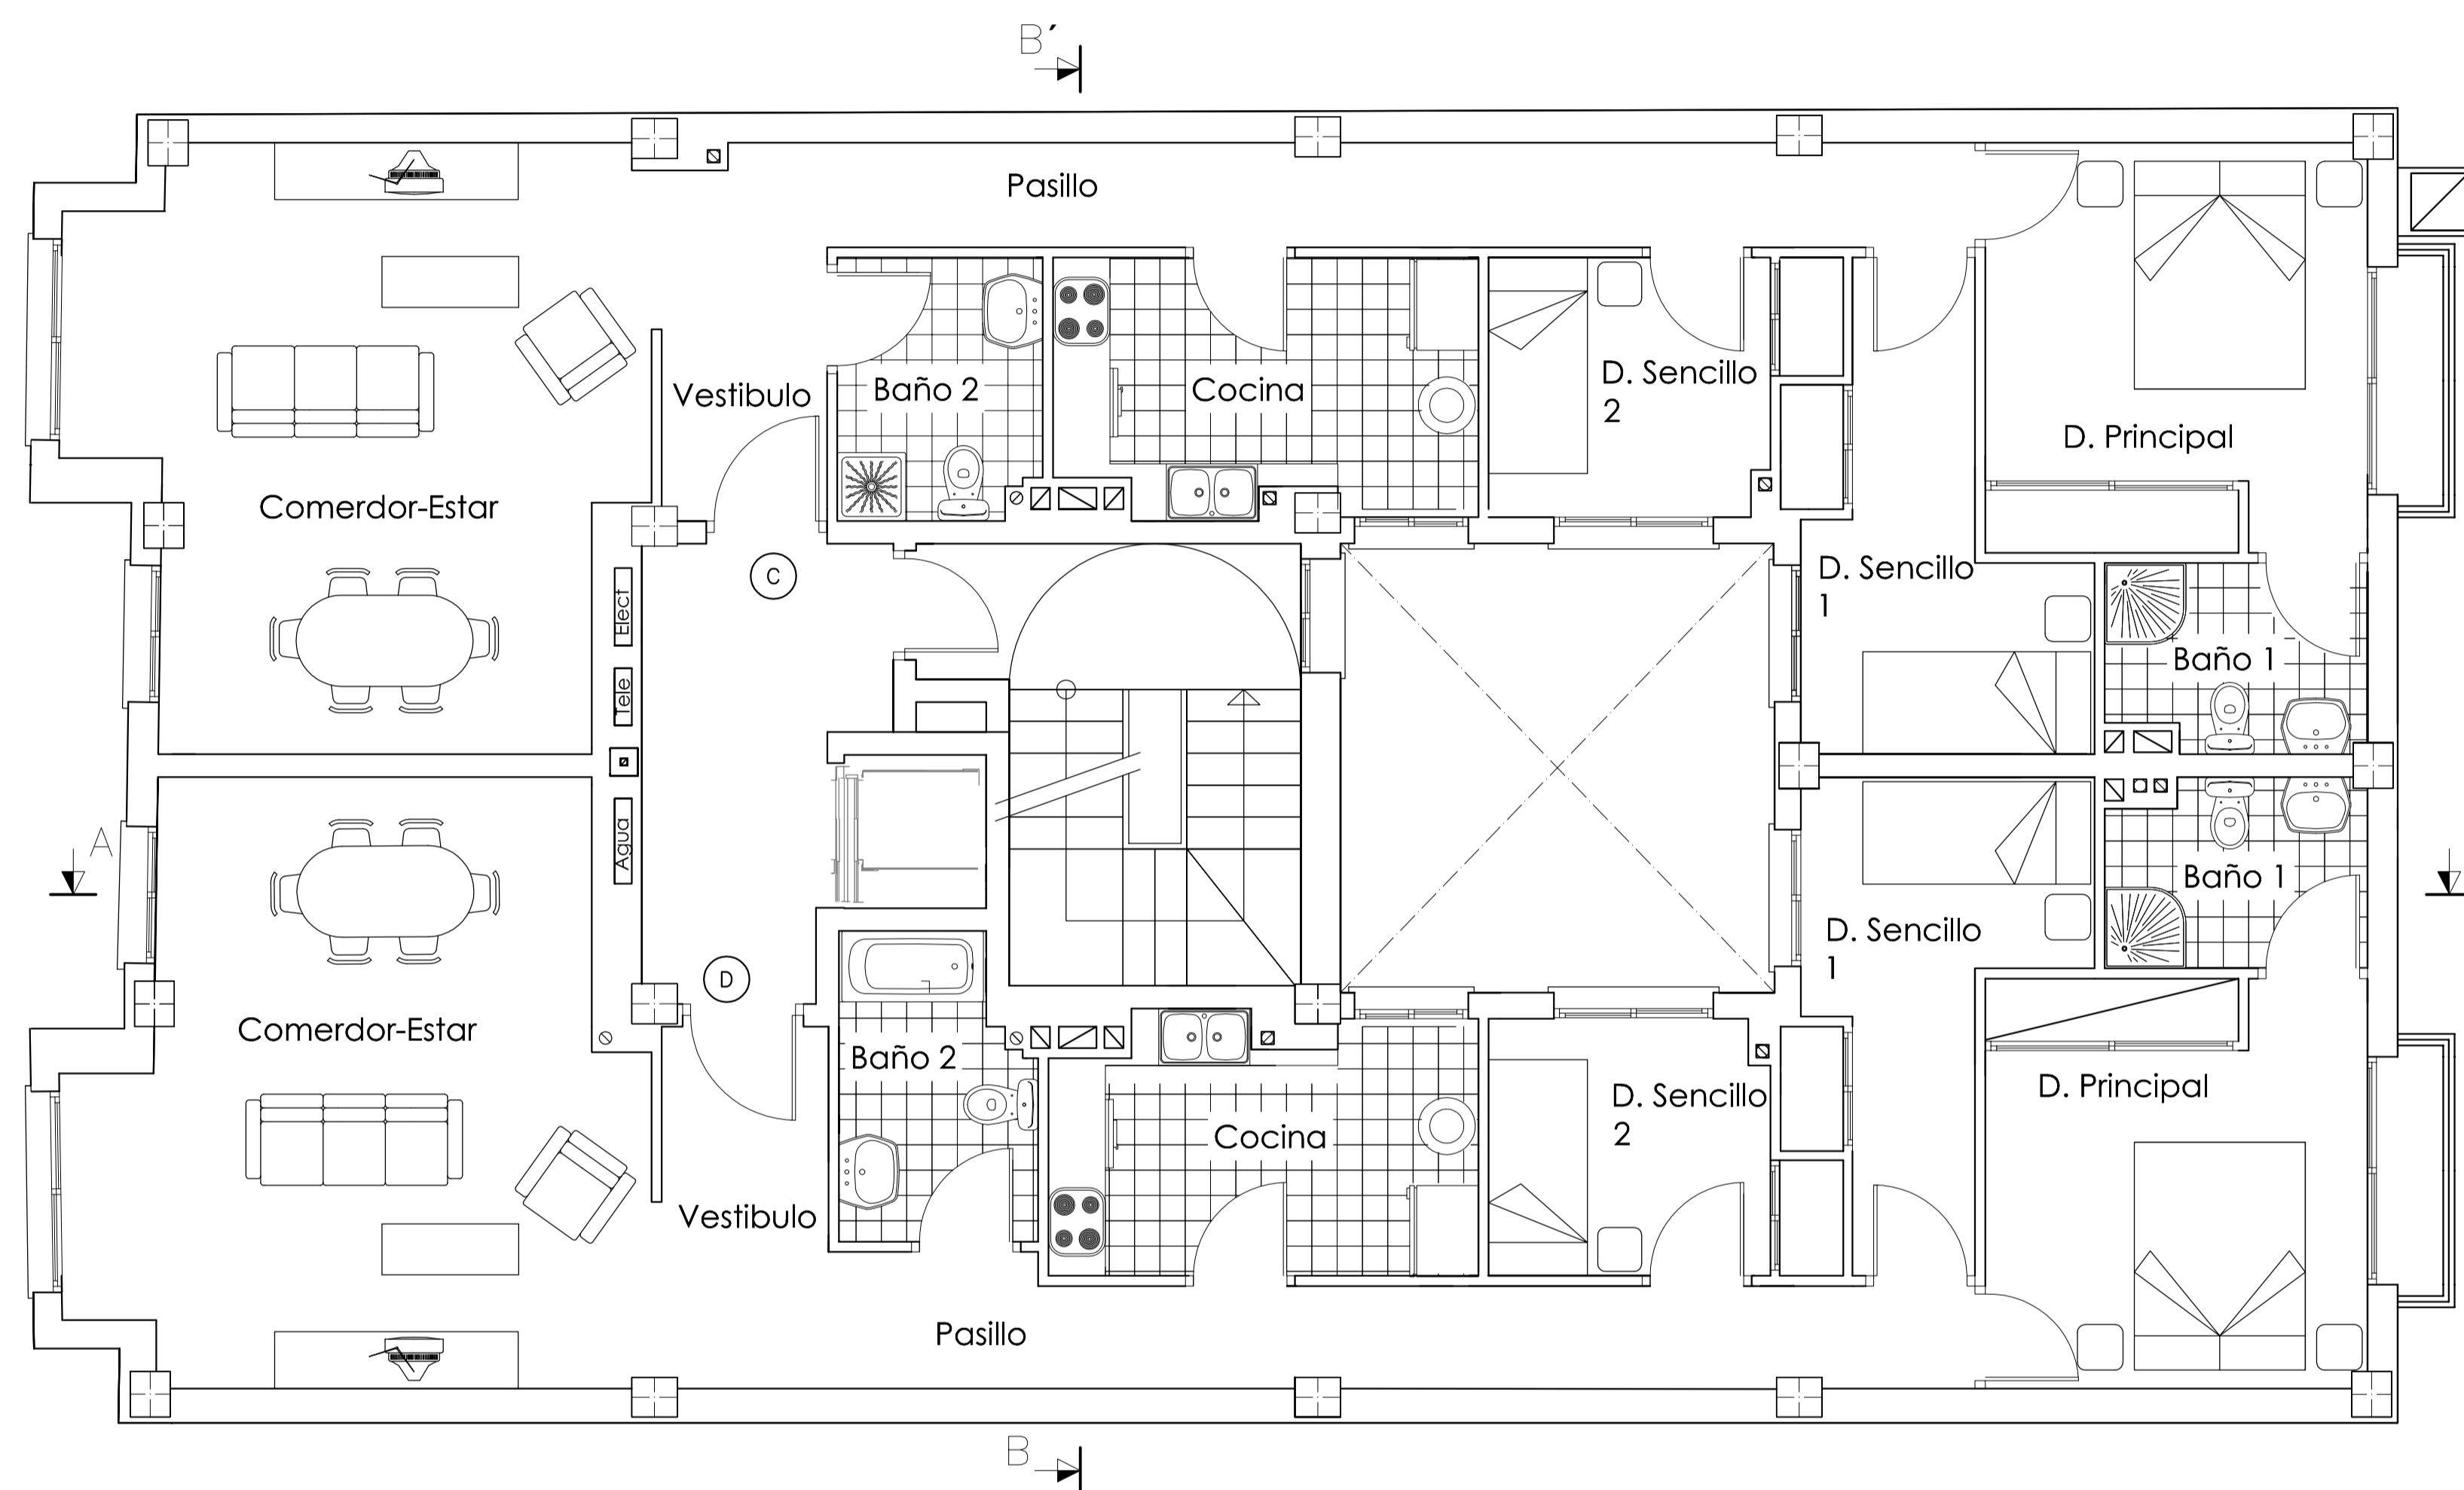 B´
Pasillo
Vestibulo
Baño 2
Cocina
D. Sencillo
2
D. Principal
Comerdor-Estar
C
Elect
D. Sencillo
1
Baño 1
Tele
A
Agua
Baño 1
D. Sencillo
1
D
Comerdor-Estar
Baño 2
D. Sencillo
2
D. Principal
Cocina
Vestibulo
Pasillo
B